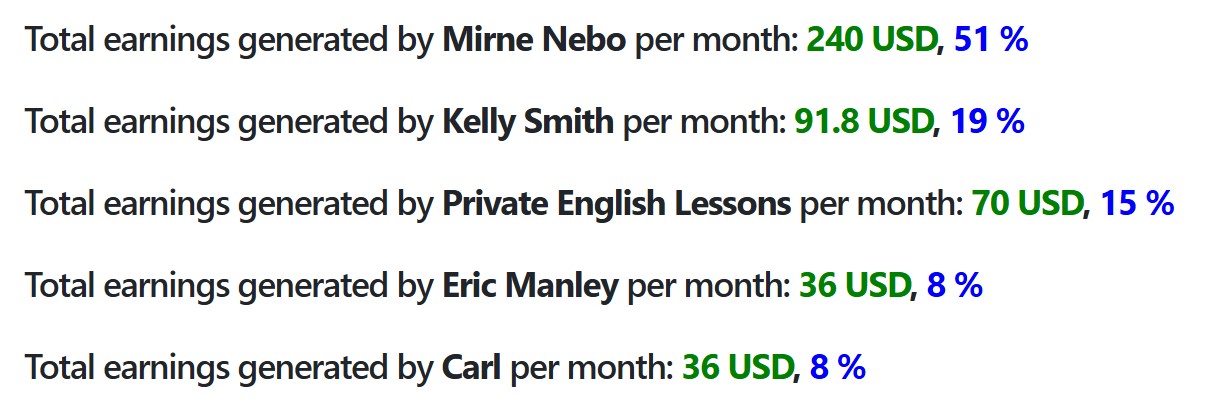 Total earnings generated by Mirne Nebo per month: 240 USD, 51 %
Total earnings generated by Kelly Smith per month: 91.8 USD, 19 %
Total earnings generated by Private English Lessons per month: 70 USD, 15 %
Total earnings generated by Eric Manley per month: 36 USD, 8 %
Total earnings generated by Carl per month: 36 USD, 8 %